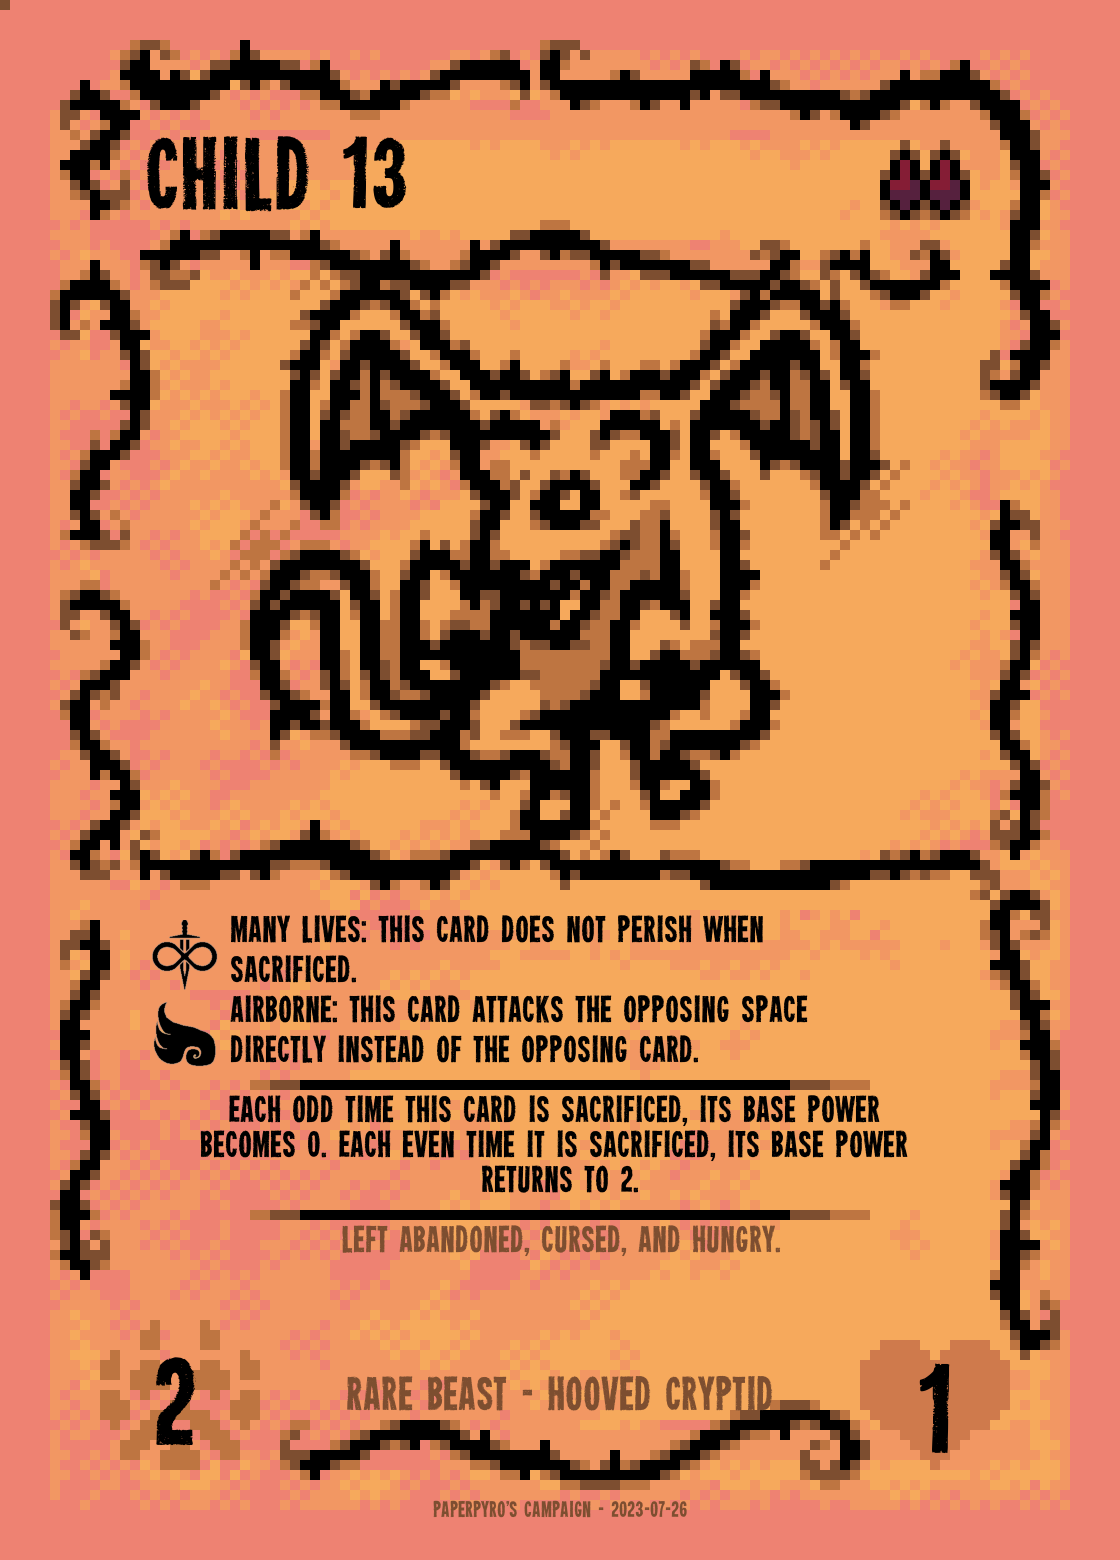 CHILD 13
MANY LIVES: THIS CARD DOES NOT PERISH WHEN
SACRIFICED.
AIRBORNE: THIS CARD ATTACKS THE OPPOSING SPACE
DIRECTLY INSTEAD OF THE OPPOSING CARD.
EACH ODD TIME THIS CARD IS SACRIFICED, ITS BASE POWER
BECOMES 0. EACH EVEN TIME IT IS SACRIFICED, ITS BASE POWER
RETURNS TO 2.
LEFT ABANDONED, CURSED, AND HUNGRY.
2
RARE BEAST - HOOVED CRYPTID
1
PAPERPYRO'S CAMPAIGN - 2023-07-26